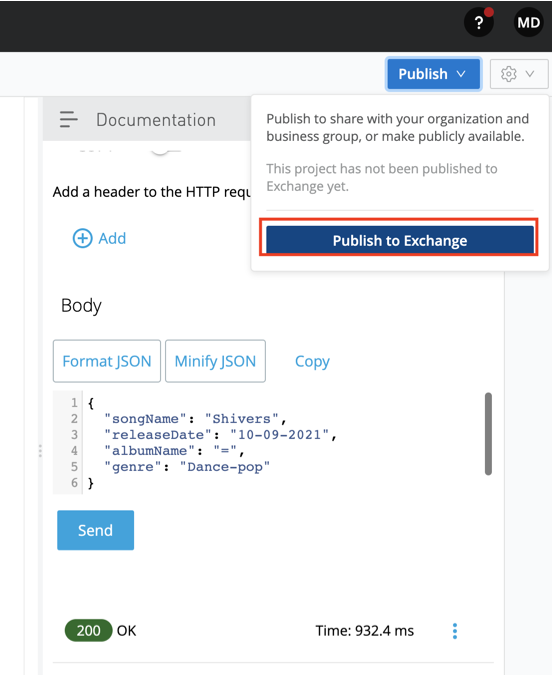 ?
MD
Publish
Documentation
Publish to share with your organization and
business group, or make publicly available.
This project has not been published to
Exchange yet.
Publish to Exchange
Add a header to the HTTP requ
Add
Body
Format JSON
Minify JSON
Copy
1 {
2 "songName": "Shivers",
3 "releaseDate": "10-09-2021",
4 "albumName": "=",
5 "genre": "Dance-pop"
6 }
Send
200 OK
Time: 932.4 ms